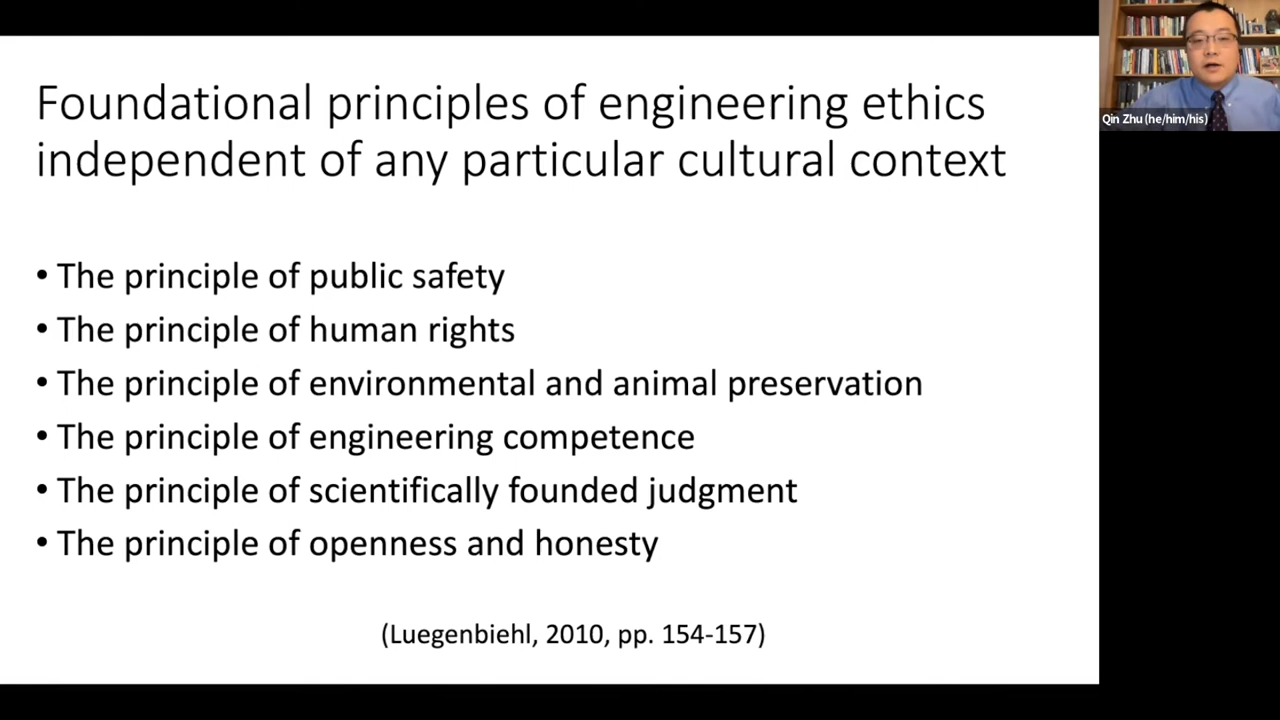 Foundational principles of engineering ethics
independent of any particular cultural context
• The principle of public safety
• The principle of human rights
• The principle of environmental and animal preservation
• The principle of engineering competence
• The principle of scientifically founded judgment
• The principle of openness and honesty
(Luegenbiehl, 2010, pp. 154-157)
Qin Zhu (he/him/his)